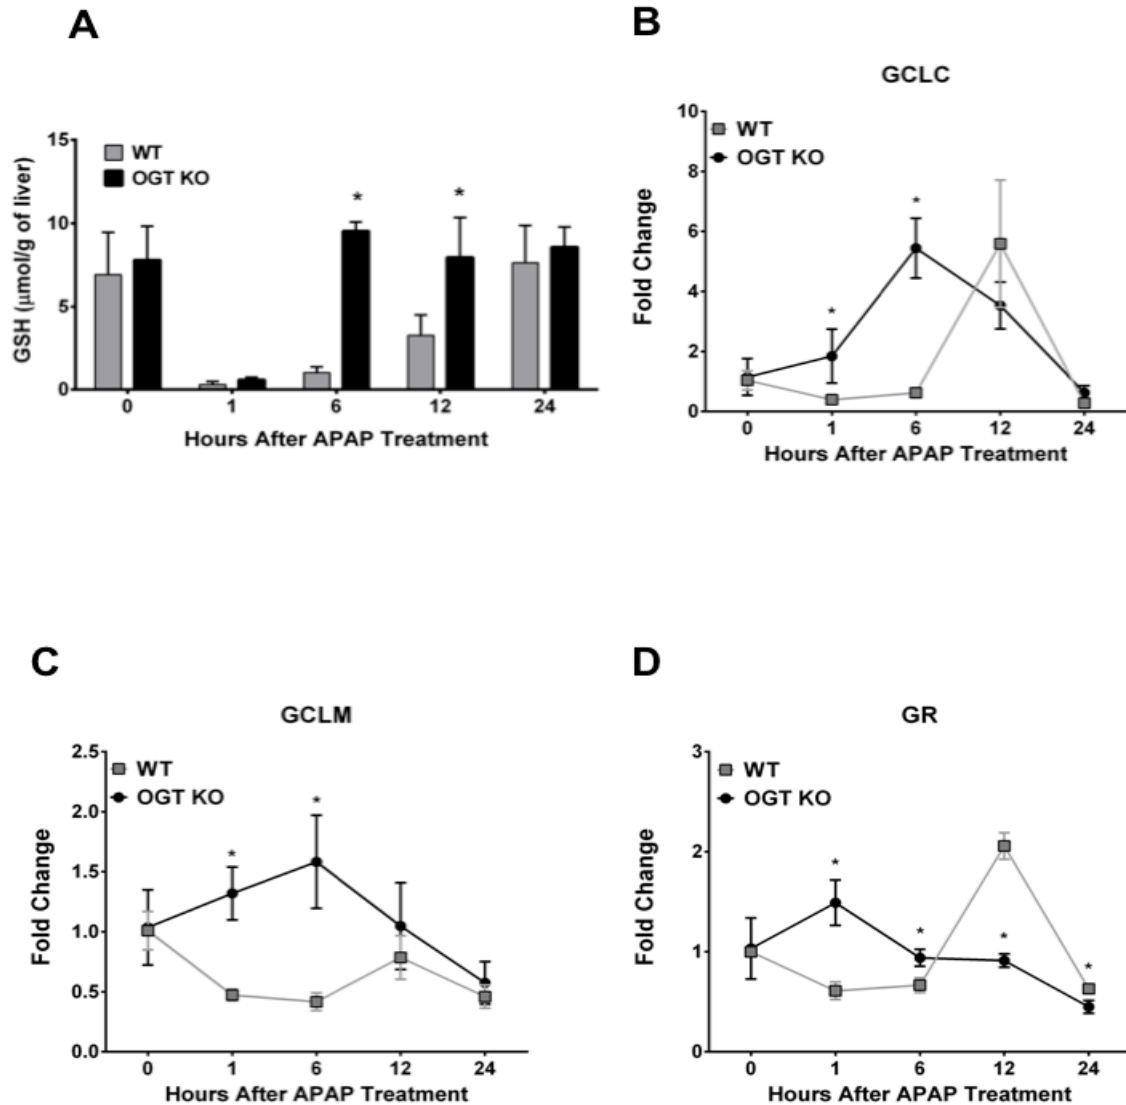 A
15
10
5
0
GSH (μmol/g of liver)
WT
OGT KO
*
*
0 1 6 12 24
Hours After APAP Treatment
B
GCLC
10
8
6
4
2
0
Fold Change
WT
OGT KO
*
*
0 1 6 12 24
Hours After APAP Treatment
C
GCLM
2.5
2.0
1.5
1.0
0.5
0.0
Fold Change
WT
OGT KO
*
*
0 1 6 12 24
Hours After APAP Treatment
D
GR
3
2
1
0
Fold Change
WT
OGT KO
*
*
*
*
0 1 6 12 24
Hours After APAP Treatment